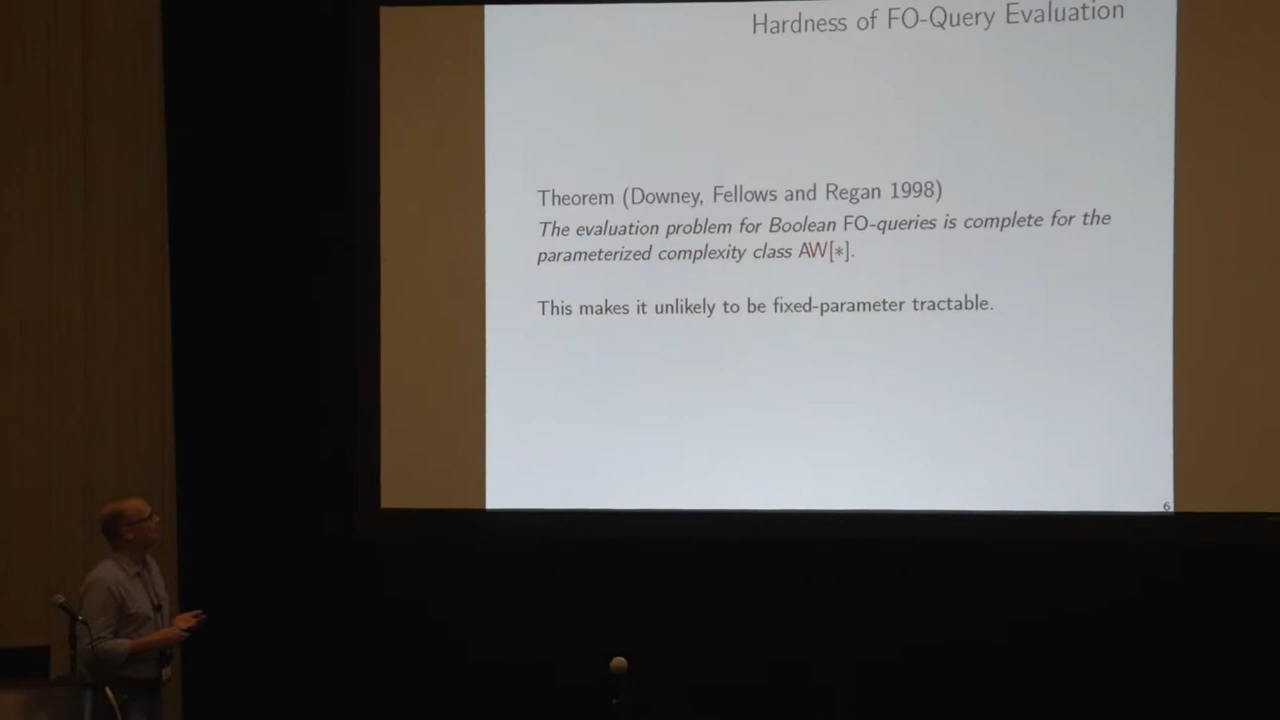 Hardness of FO-Query Evaluation
Theorem (Downey, Fellows and Regan 1998)
The evaluation problem for Boolean FO-queries is complete for the
parameterized complexity class AW[∗].
This makes it unlikely to be fixed-parameter tractable.
6